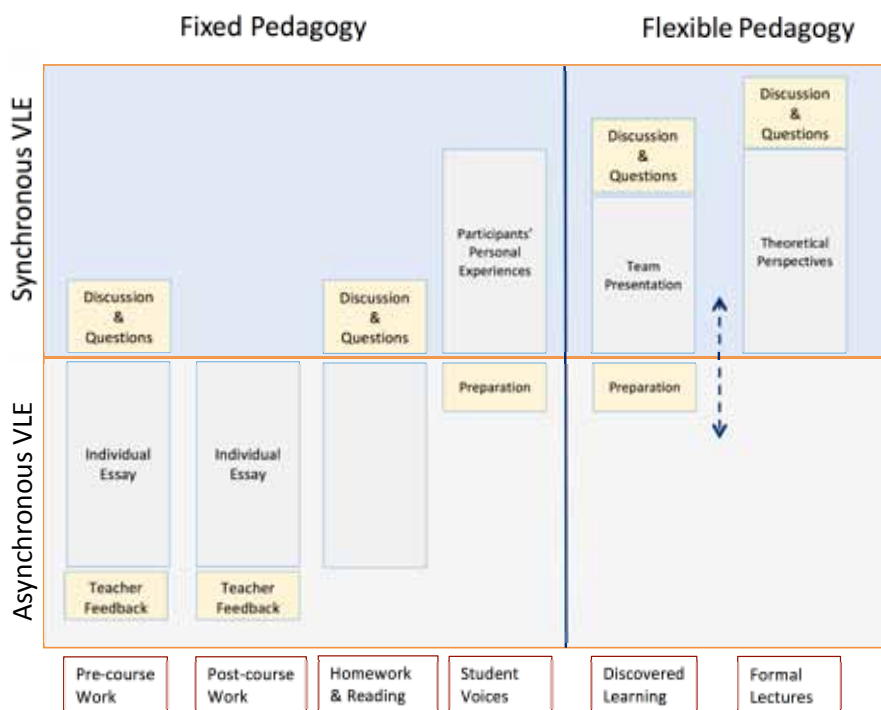 Fixed Pedagogy
Flexible Pedagogy
Synchronous VLE
Asynchronous VLE
Discussion
&
Questions
Individual
Essay
Teacher
Feedback
Individual
Essay
Teacher
Feedback
Discussion
&
Questions
Participants'
Personal
Experiences
Preparation
Discussion
&
Questions
Team
Presentation
Preparation
Discussion
&
Questions
Theoretical
Perspectives
Pre-course
Work
Post-course
Work
Homework
& Reading
Student
Voices
Discovered
Learning
Formal
Lectures